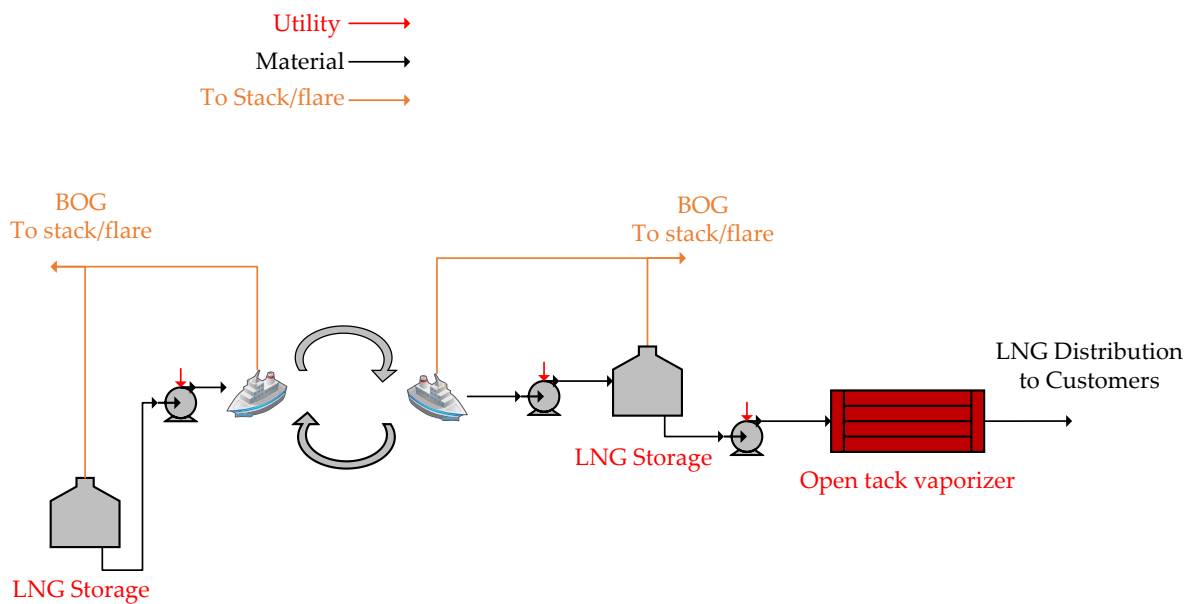 Utility
Material
To Stack/flare
BOG
To stack/flare
BOG
To stack/flare
LNG Distribution
to Customers
LNG Storage
Open tack vaporizer
LNG Storage